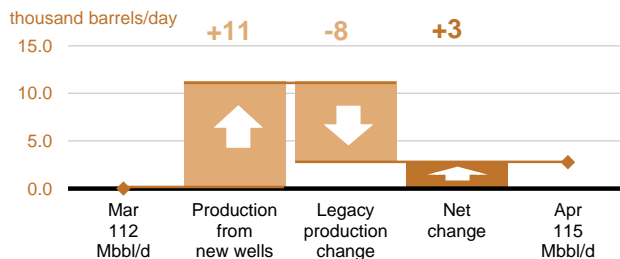 thousand barrels/day
+11 -8 +3
15.0
10.0
5.0
0.0
Mar
112
Mbbl/d
Production
from
new wells
Legacy
production
change
Net
change
Apr
115
Mbbl/d